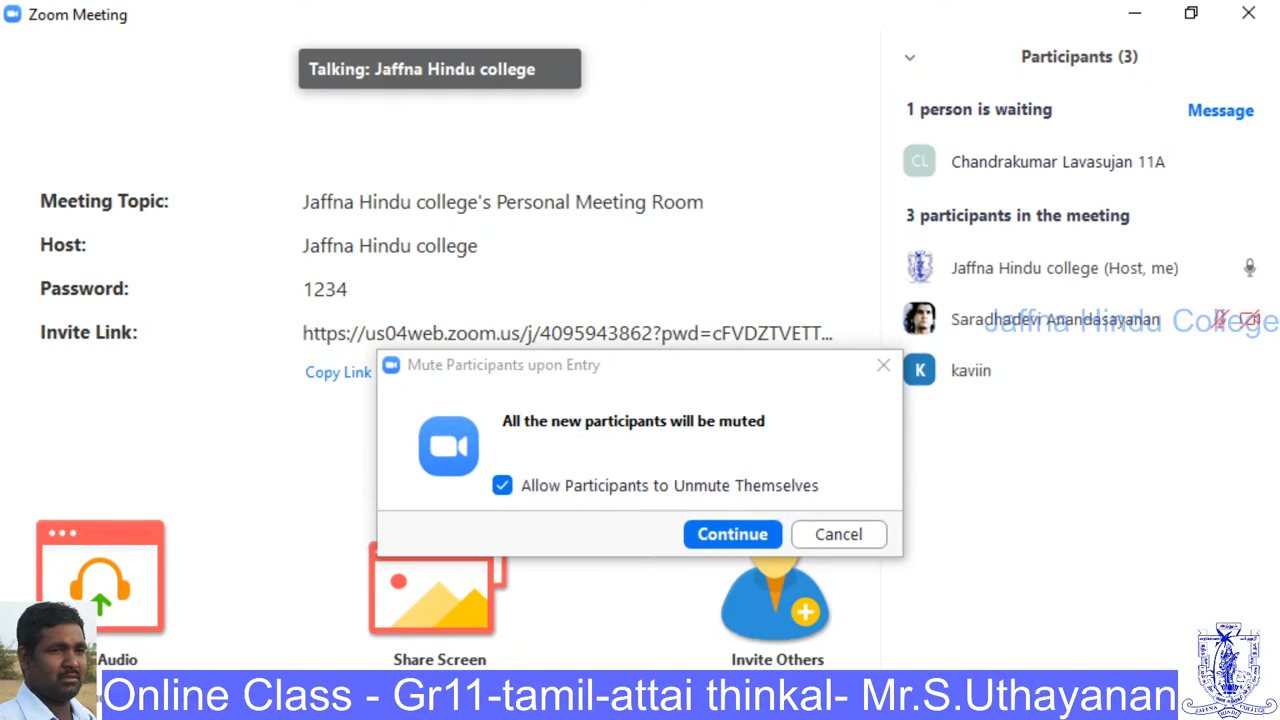 Zoom Meeting
Talking: Jaffna Hindu college
Meeting Topic: Jaffna Hindu college's Personal Meeting Room
Host: Jaffna Hindu college
Password: 1234
Invite Link: https://us04web.zoom.us/j/4095943862?pwd=cFVDZTVETT...
Copy Link
Mute Participants upon Entry
All the new participants will be muted
Allow Participants to Unmute Themselves
Continue Cancel
Audio
Share Screen
Invite Others
Participants (3)
1 person is waiting Message
CL Chandrakumar Lavasujan 11A
3 participants in the meeting
Jaffna Hindu college (Host, me)
Saradhadevi Anandasayanan
Jaffna Hindu College
K kaviin
Online Class - Gr11-tamil-attai thinkal- Mr.S.Uthayanan